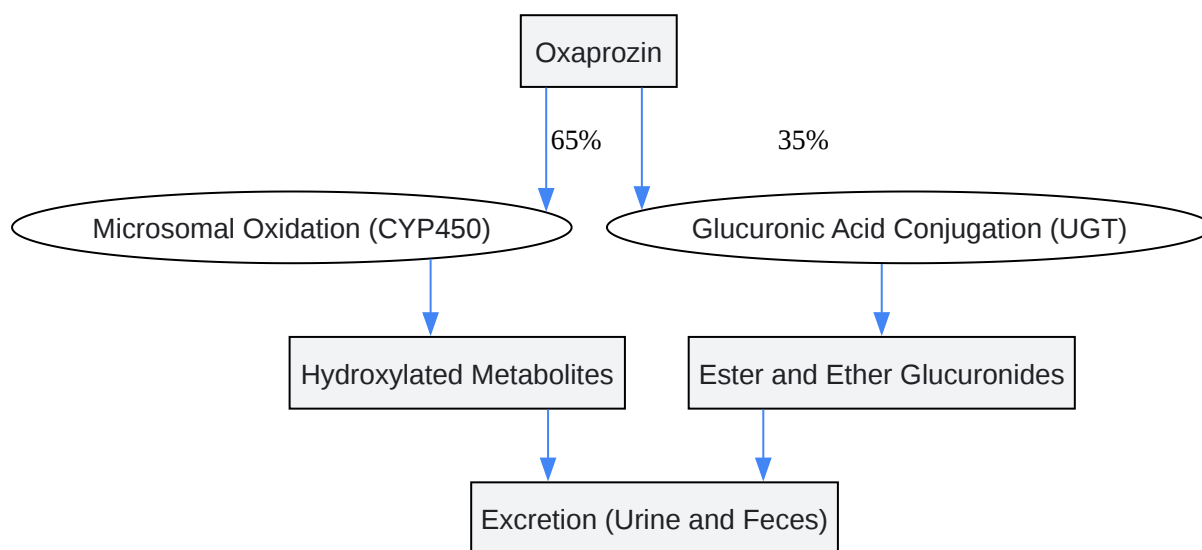 Oxaprozin
65%
35%
Microsomal Oxidation (CYP450)
Glucuronic Acid Conjugation (UGT)
Hydroxylated Metabolites
Ester and Ether Glucuronides
Excretion (Urine and Feces)